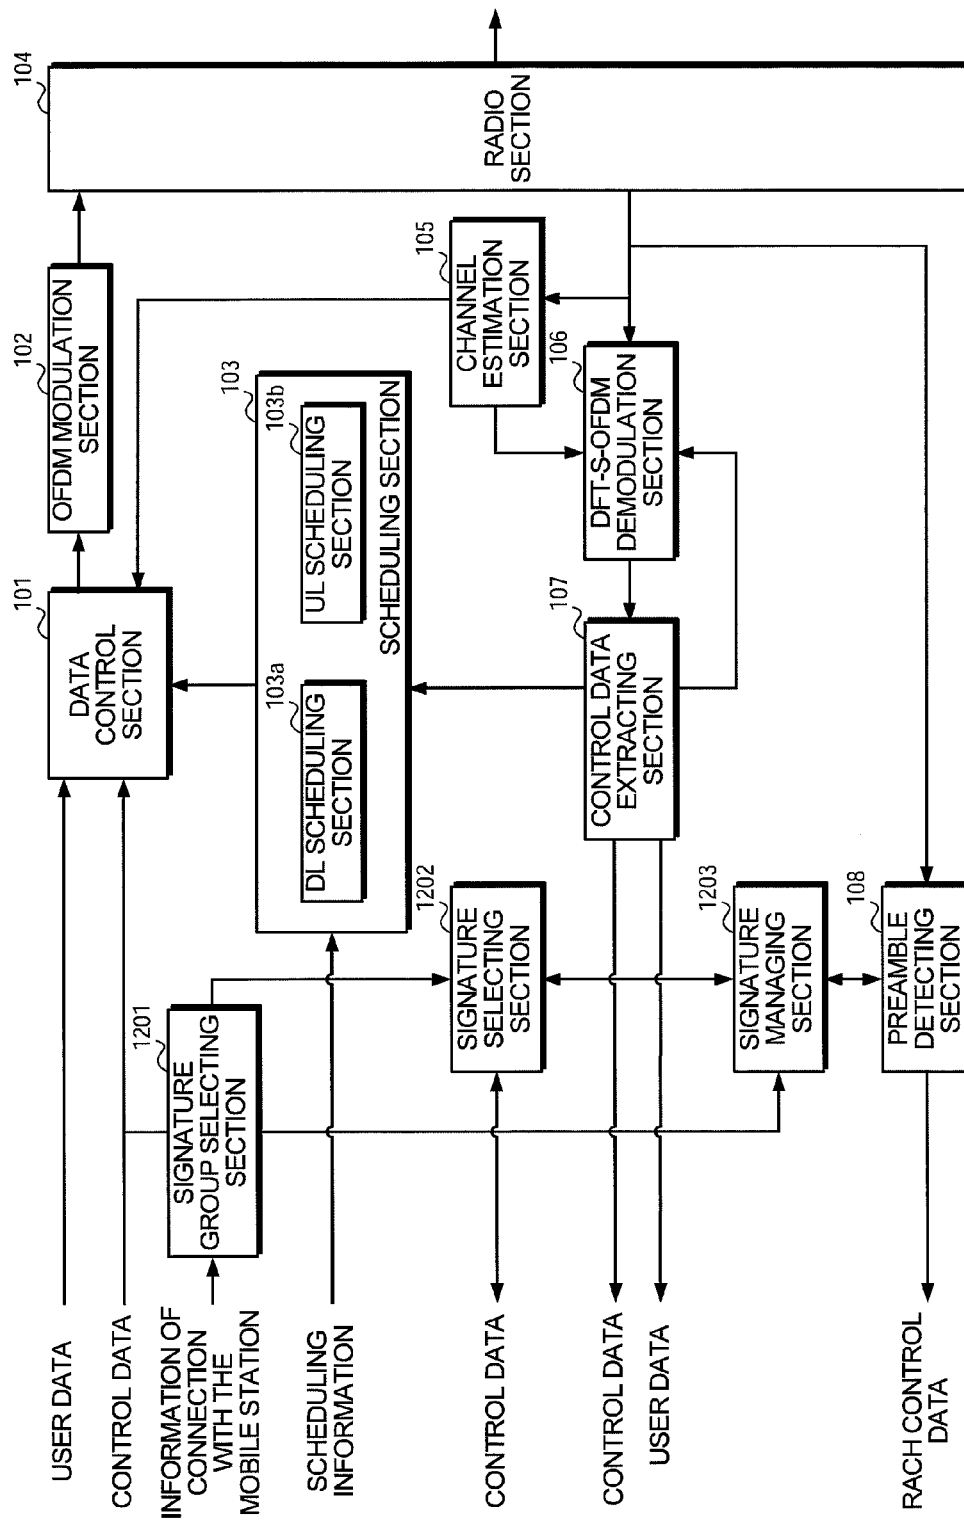 USER DATA
CONTROL DATA
INFORMATION OF
CONNECTION
WITH THE
MOBILE STATION
SCHEDULING
INFORMATION
CONTROL DATA
CONTROL DATA
USER DATA
RACH CONTROL
DATA
1201
SIGNATURE
GROUP SELECTING
SECTION
101
DATA
CONTROL
SECTION
102
OFDM MODULATION
SECTION
103
103a
DL SCHEDULING
SECTION
103b
UL SCHEDULING
SECTION
SCHEDULING SECTION
1202
SIGNATURE
SELECTING
SECTION
1203
SIGNATURE
MANAGING
SECTION
108
PREAMBLE
DETECTING
SECTION
107
CONTROL DATA
EXTRACTING
SECTION
106
DFT-S-OFDM
DEMODULATION
SECTION
105
CHANNEL
ESTIMATION
SECTION
104
RADIO
SECTION